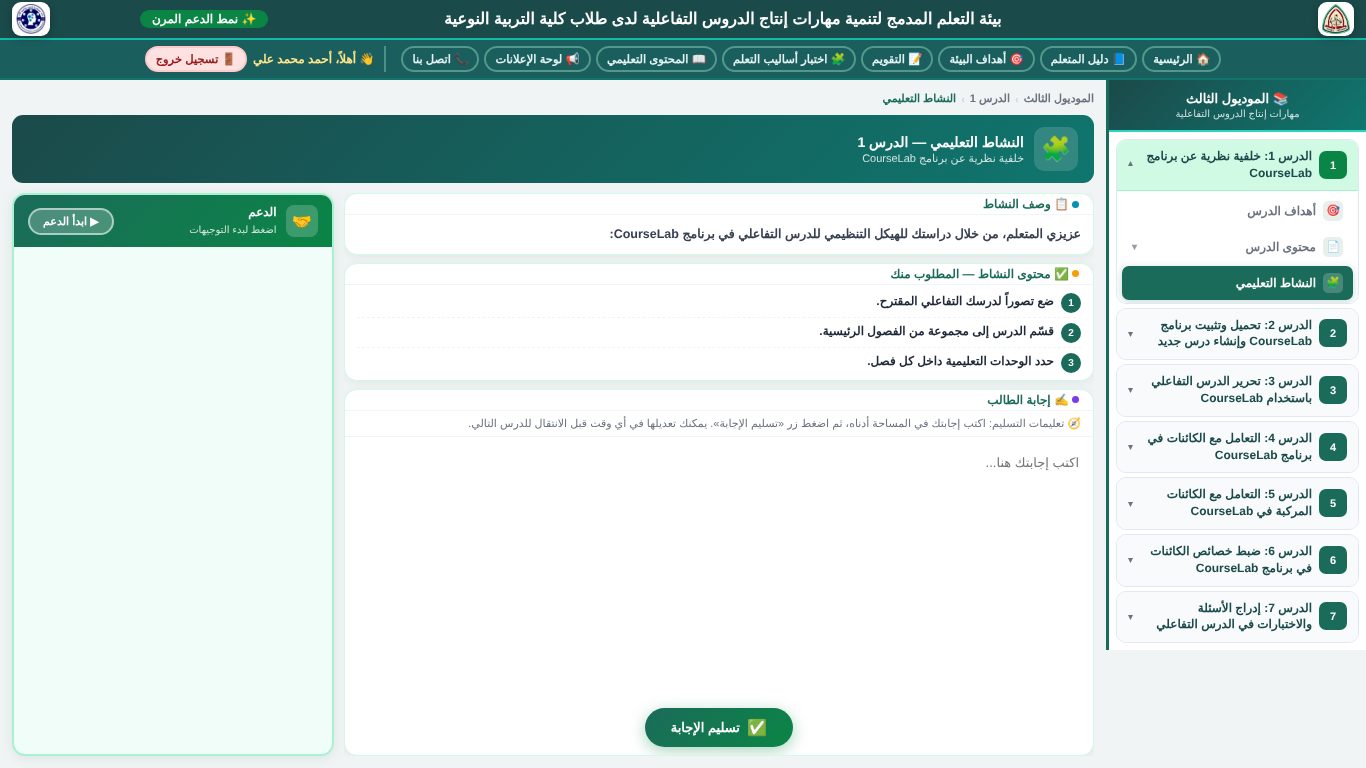 بيئة التعلم المدمج لتنمية مهارات إنتاج الدروس التفاعلية لدى طلاب كلية التربية النوعية
✨ نمط الدعم المرن
🏠 الرئيسية
📘 دليل المتعلم
🎯 أهداف البيئة
📝 التقويم
🧩 اختبار أساليب التعلم
📖 المحتوى التعليمي
📢 لوحة الإعلانات
📞 اتصل بنا
👋 أهلاً، أحمد محمد علي
🚪 تسجيل خروج
📚 الموديول الثالث
مهارات إنتاج الدروس التفاعلية
1
الدرس 1: خلفية نظرية عن برنامج
CourseLab
▲
🎯 أهداف الدرس
📄 محتوى الدرس ▼
🧩 النشاط التعليمي
2
الدرس 2: تحميل وتثبيت برنامج
CourseLab وإنشاء درس جديد
▼
3
الدرس 3: تحرير الدرس التفاعلي
باستخدام CourseLab
▼
4
الدرس 4: التعامل مع الكائنات في
برنامج CourseLab
▼
5
الدرس 5: التعامل مع الكائنات
المركبة في CourseLab
▼
6
الدرس 6: ضبط خصائص الكائنات
في برنامج CourseLab
▼
7
الدرس 7: إدراج الأسئلة
والاختبارات في الدرس التفاعلي
▼
الموديول الثالث › الدرس 1 › النشاط التعليمي
🧩
النشاط التعليمي — الدرس 1
خلفية نظرية عن برنامج CourseLab
📋 وصف النشاط
عزيزي المتعلم، من خلال دراستك للهيكل التنظيمي للدرس التفاعلي في برنامج CourseLab:
✅ محتوى النشاط — المطلوب منك
1 ضع تصوراً لدرسك التفاعلي المقترح.
2 قسّم الدرس إلى مجموعة من الفصول الرئيسية.
3 حدد الوحدات التعليمية داخل كل فصل.
✍️ إجابة الطالب
🧭 تعليمات التسليم: اكتب إجابتك في المساحة أدناه، ثم اضغط زر «تسليم الإجابة». يمكنك تعديلها في أي وقت قبل الانتقال للدرس التالي.
اكتب إجابتك هنا...
✅ تسليم الإجابة
🤝
الدعم
اضغط لبدء التوجيهات
▶ ابدأ الدعم